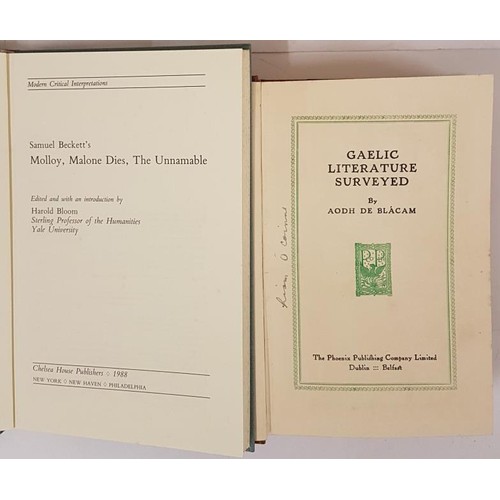 Modern Critical Interpretations
Samuel Beckett's
Molloy, Malone Dies, The Unnamable
Edited and with an introduction by
Harold Bloom
Sterling Professor of the Humanities
Yale University
Chelsea House Publishers ◊ 1988
NEW YORK ◊ NEW HAVEN ◊ PHILADELPHIA
GAELIC
LITERATURE
SURVEYED
By
AODH DE BLÀCAM
The Phoenix Publishing Company Limited
Dublin :: Belfast